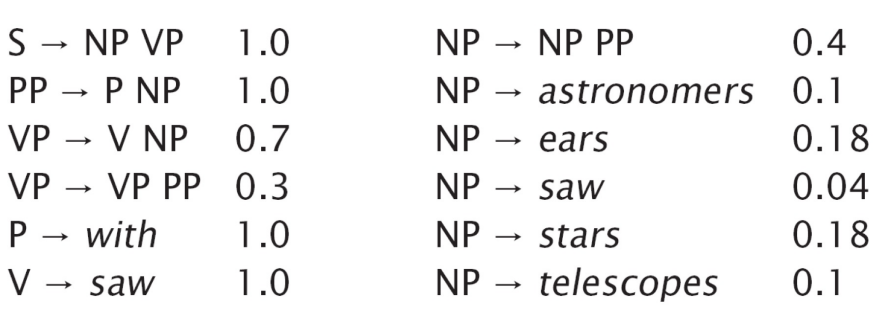 S → NP VP 1.0 NP → NP PP 0.4
PP → P NP 1.0 NP → astronomers 0.1
VP → V NP 0.7 NP → ears 0.18
VP → VP PP 0.3 NP → saw 0.04
P → with 1.0 NP → stars 0.18
V → saw 1.0 NP → telescopes 0.1